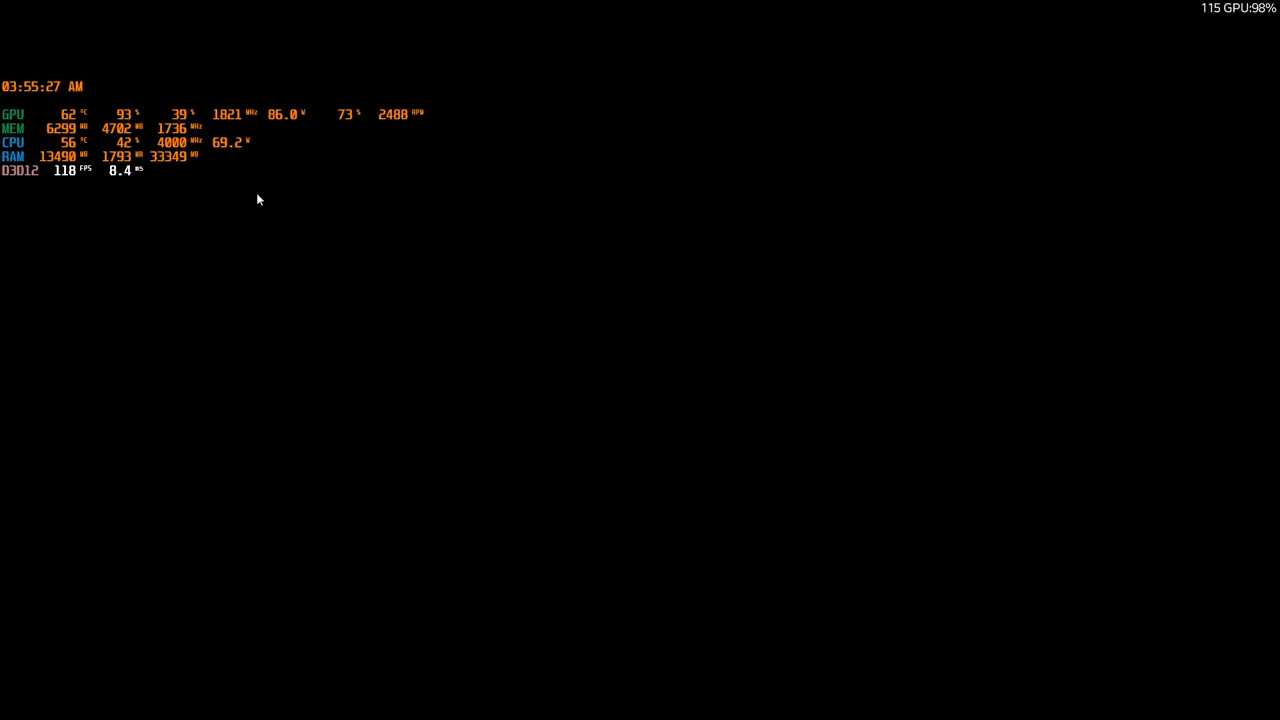 115 GPU:98%
03:55:27 AM
GPU 62 °C 93 % 39 % 1821 MHz 86.0 W 73 % 2488 RPM
MEM 6299 MB 4702 MB 1736 MHz
CPU 56 °C 42 % 4000 MHz 69.2 W
RAM 13490 MB 1793 MB 33349 MB
D3D12 118 FPS 8.4 ms